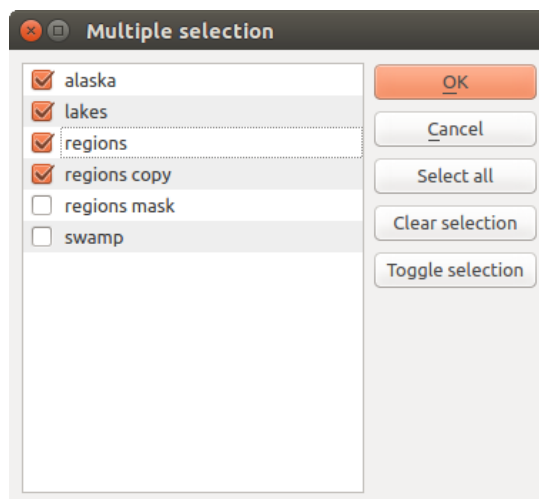 Multiple selection
alaska
lakes
regions
regions copy
regions mask
swamp
OK
Cancel
Select all
Clear selection
Toggle selection